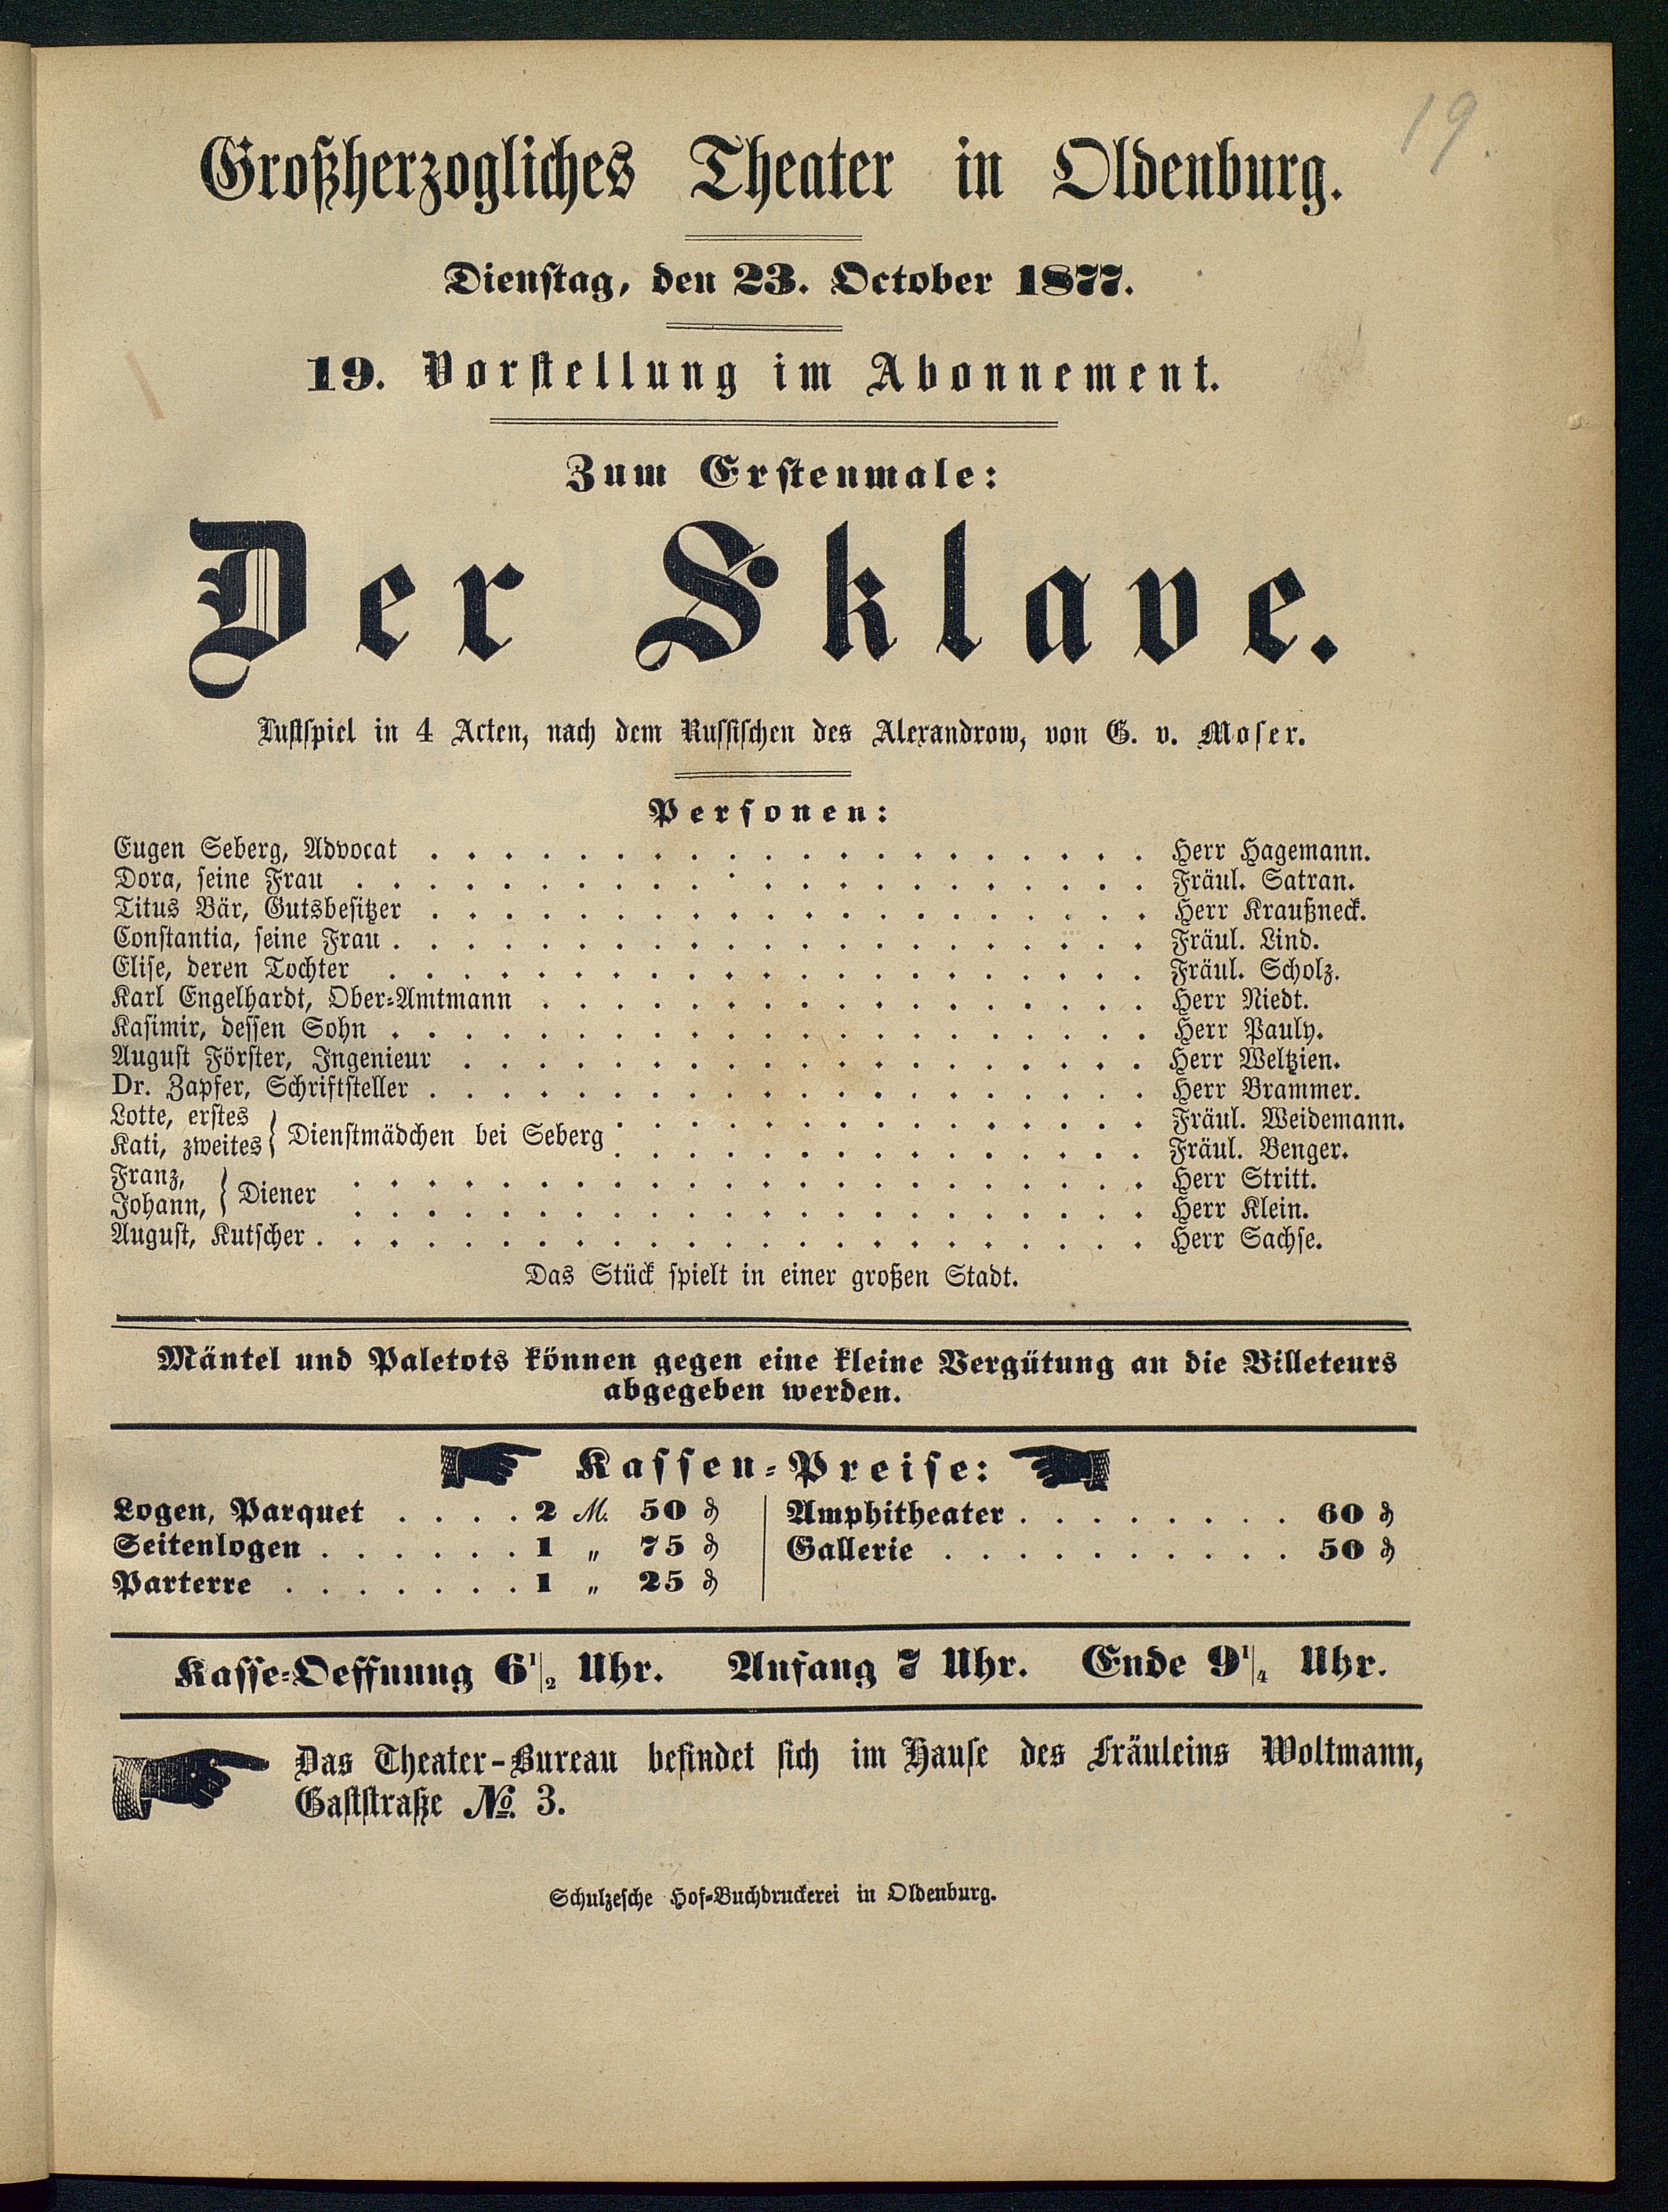 19.
Großherzogliches Theater in Oldenburg.
Dienstag, den 23. October 1877.
19. Vorstellung im Abonnement.
Zum Erstenmale:
Der Sklave.
Lustspiel in 4 Acten, nach dem Russischen des Alexandrow, von G. v. Moser.
Personen:
Eugen Seberg, Advocat . . . . . . . . . . . . . . . . . . . . Herr Hagemann.
Dora, seine Frau . . . . . . . . . . . . . . . . . . . . . . Fräul. Satran.
Titus Bär, Gutsbesitzer . . . . . . . . . . . . . . . . . . . . Herr Kraußneck.
Constantia, seine Frau . . . . . . . . . . . . . . . . . . . . . Fräul. Lind.
Elise, deren Tochter . . . . . . . . . . . . . . . . . . . . . Fräul. Scholz.
Karl Engelhardt, Ober-Amtmann . . . . . . . . . . . . . . . . . Herr Niedt.
Kasimir, dessen Sohn . . . . . . . . . . . . . . . . . . . . . Herr Pauly.
August Förster, Ingenieur . . . . . . . . . . . . . . . . . . . Herr Weltzien.
Dr. Zapfer, Schriftsteller . . . . . . . . . . . . . . . . . . . . Herr Brammer.
Lotte, erstes . . . . . . . . . . . . . . . Fräul. Weidemann.
Dienstmädchen bei Seberg
Kati, zweites . . . . . . . . . . . . . . . Fräul. Benger.
Franz, . . . . . . . . . . . . . . . . . . . . . . Herr Stritt.
Diener
Johann, . . . . . . . . . . . . . . . . . . . . . . Herr Klein.
August, Kutscher . . . . . . . . . . . . . . . . . . . . . . . Herr Sachse.
Das Stück spielt in einer großen Stadt.
Mäntel und Paletots können gegen eine kleine Vergütung an die Billeteurs
abgegeben werden.
Kassen-Preise:
Logen, Parquet . . . . 2 M. 50 ₰
Seitenlogen . . . . . . 1 „ 75 ₰
Parterre . . . . . . . 1 „ 25 ₰
Amphitheater . . . . . . . . 60 ₰
Gallerie . . . . . . . . . . 50 ₰
Kasse-Oeffnung 6 1/2 Uhr. Anfang 7 Uhr. Ende 9 1/4 Uhr.
Das Theater-Bureau befindet sich im Hause des Fräuleins Woltmann,
Gaststraße No. 3.
Schulzesche Hof-Buchdruckerei in Oldenburg.